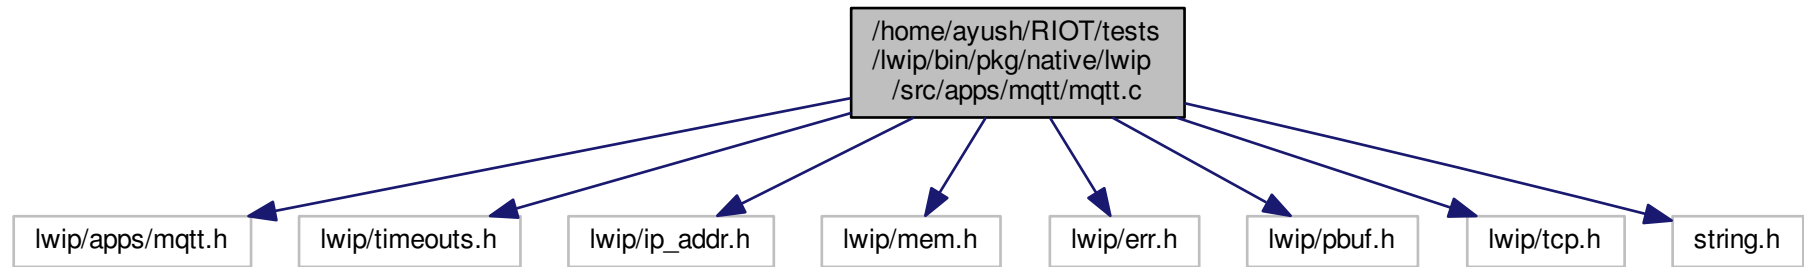 /home/ayush/RIOT/tests
/lwip/bin/pkg/native/lwip
/src/apps/mqtt/mqtt.c
lwip/apps/mqtt.h
lwip/timeouts.h
lwip/ip_addr.h
lwip/mem.h
lwip/err.h
lwip/pbuf.h
lwip/tcp.h
string.h